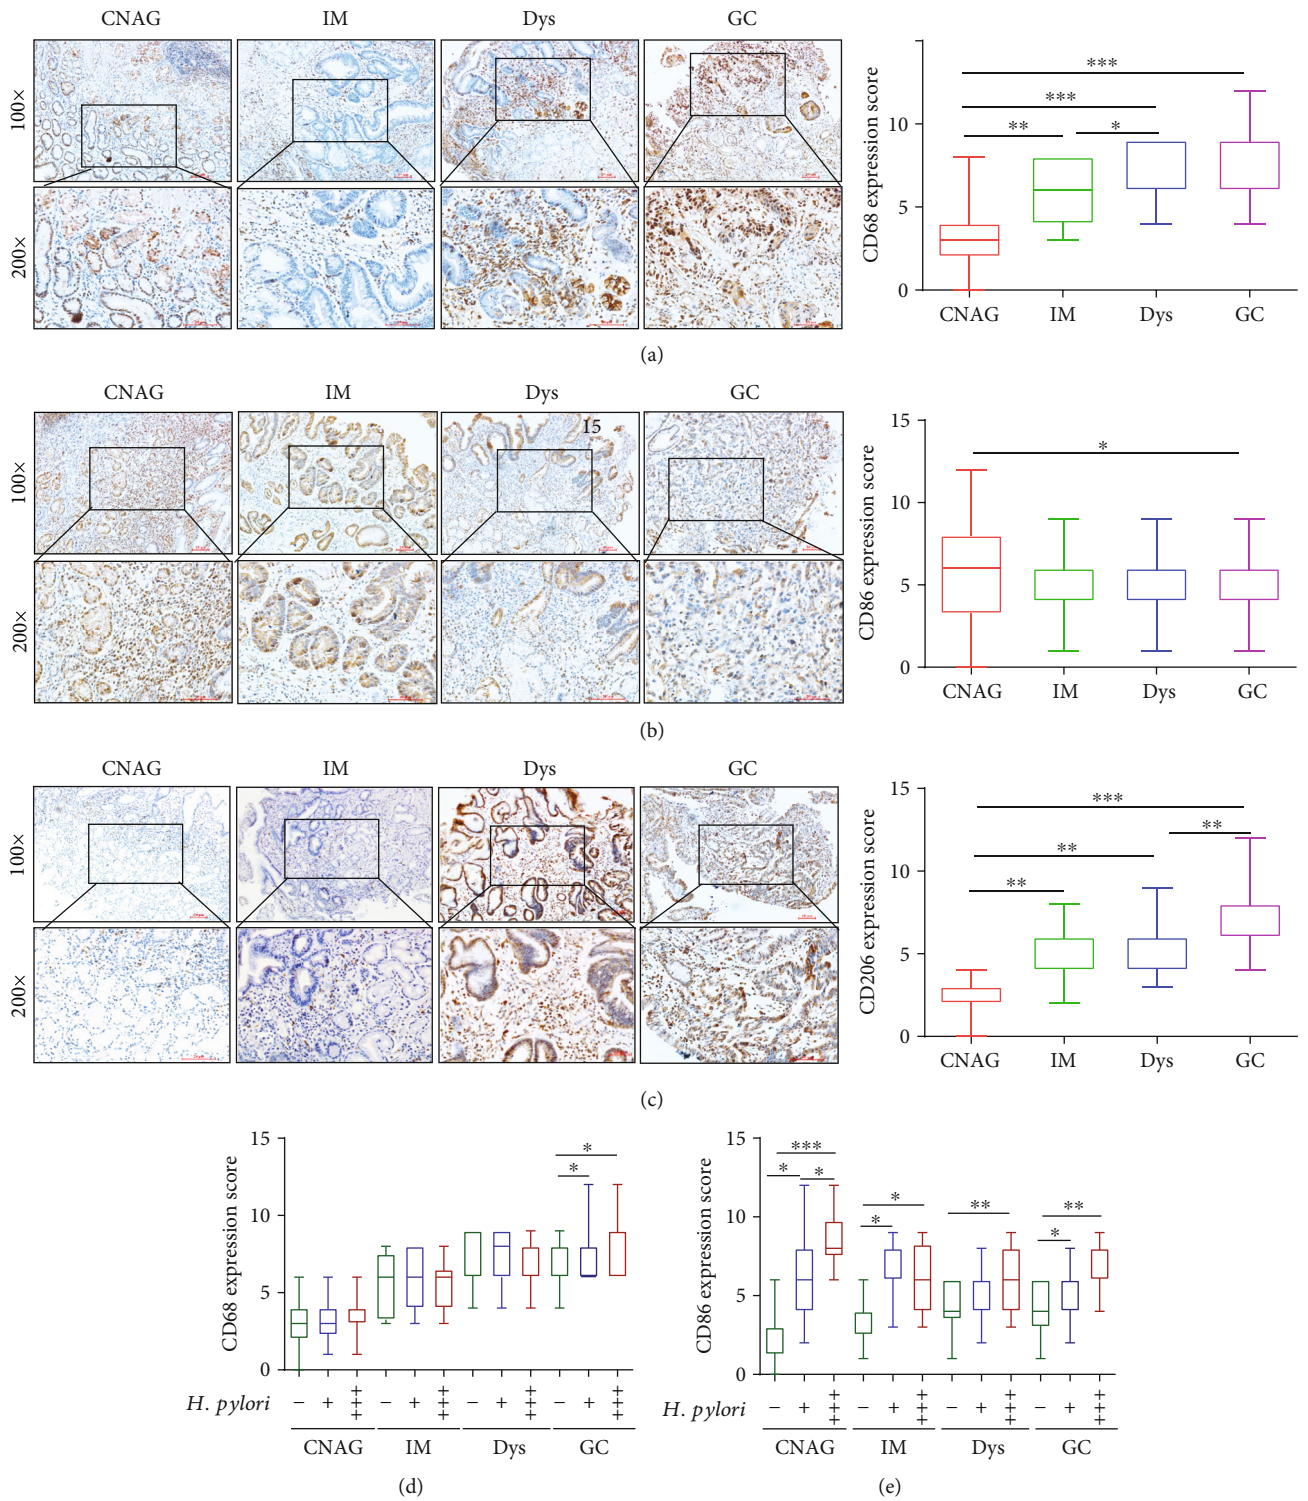 CNAG IM Dys GC
100×
200×
CD68 expression score
10
5
0
***
***
** *
CNAG IM Dys GC
(a)
CNAG IM Dys GC
15
100×
200×
CD86 expression score
15
10
5
0
*
CNAG IM Dys GC
(b)
CNAG IM Dys GC
100×
200×
CD206 expression score
15
10
5
0
***
**
**
**
CNAG IM Dys GC
(c)
CD68 expression score
15
10
5
0
*
*
H. pylori − + +++ − + +++ − + +++ − + +++
CNAG IM Dys GC
(d)
CD86 expression score
15
10
5
0
***
* *
*
*
**
**
*
H. pylori − + +++ − + +++ − + +++ − + +++
CNAG IM Dys GC
(e)